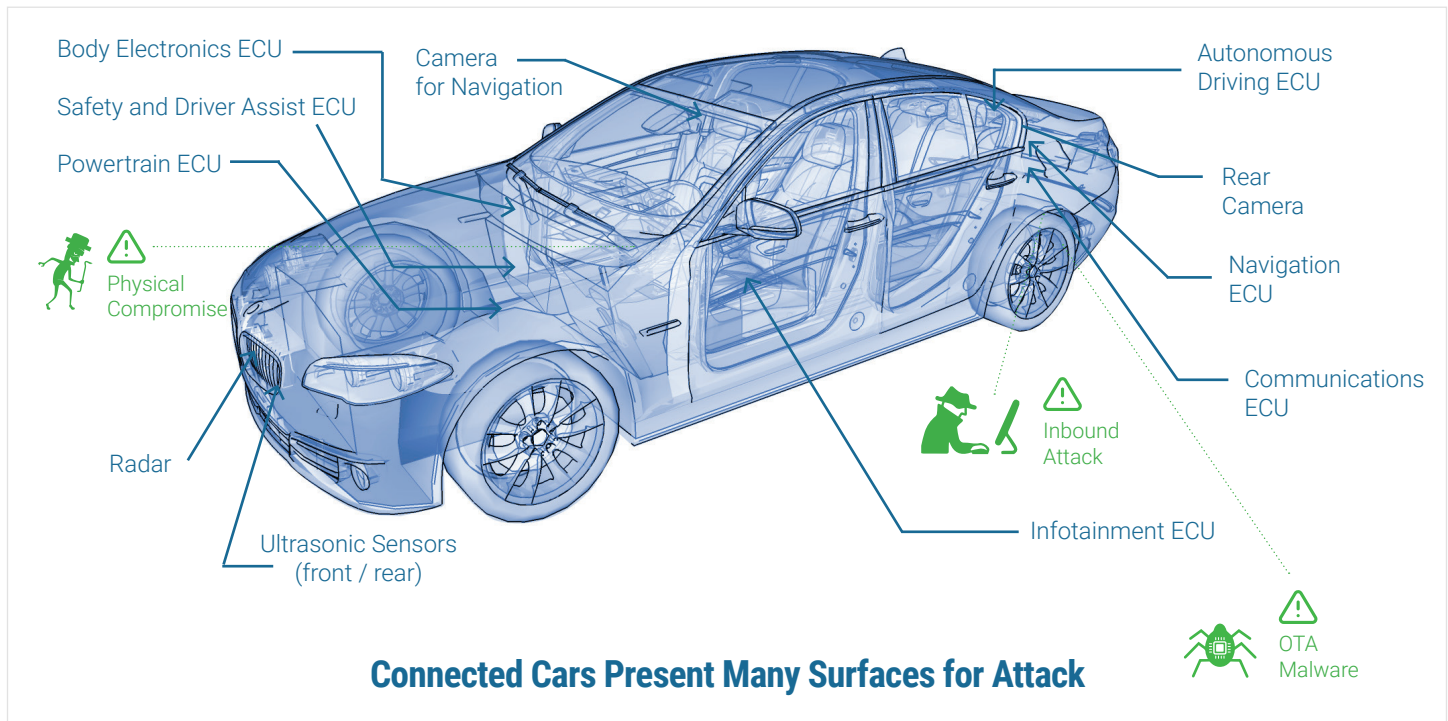 Body Electronics ECU
Safety and Driver Assist ECU
Powertrain ECU
Camera
for Navigation
Autonomous
Driving ECU
Rear
Camera
Navigation
ECU
Communications
ECU
Physical
Compromise
Inbound
Attack
Radar
Ultrasonic Sensors
(front / rear)
Infotainment ECU
OTA
Malware
Connected Cars Present Many Surfaces for Attack